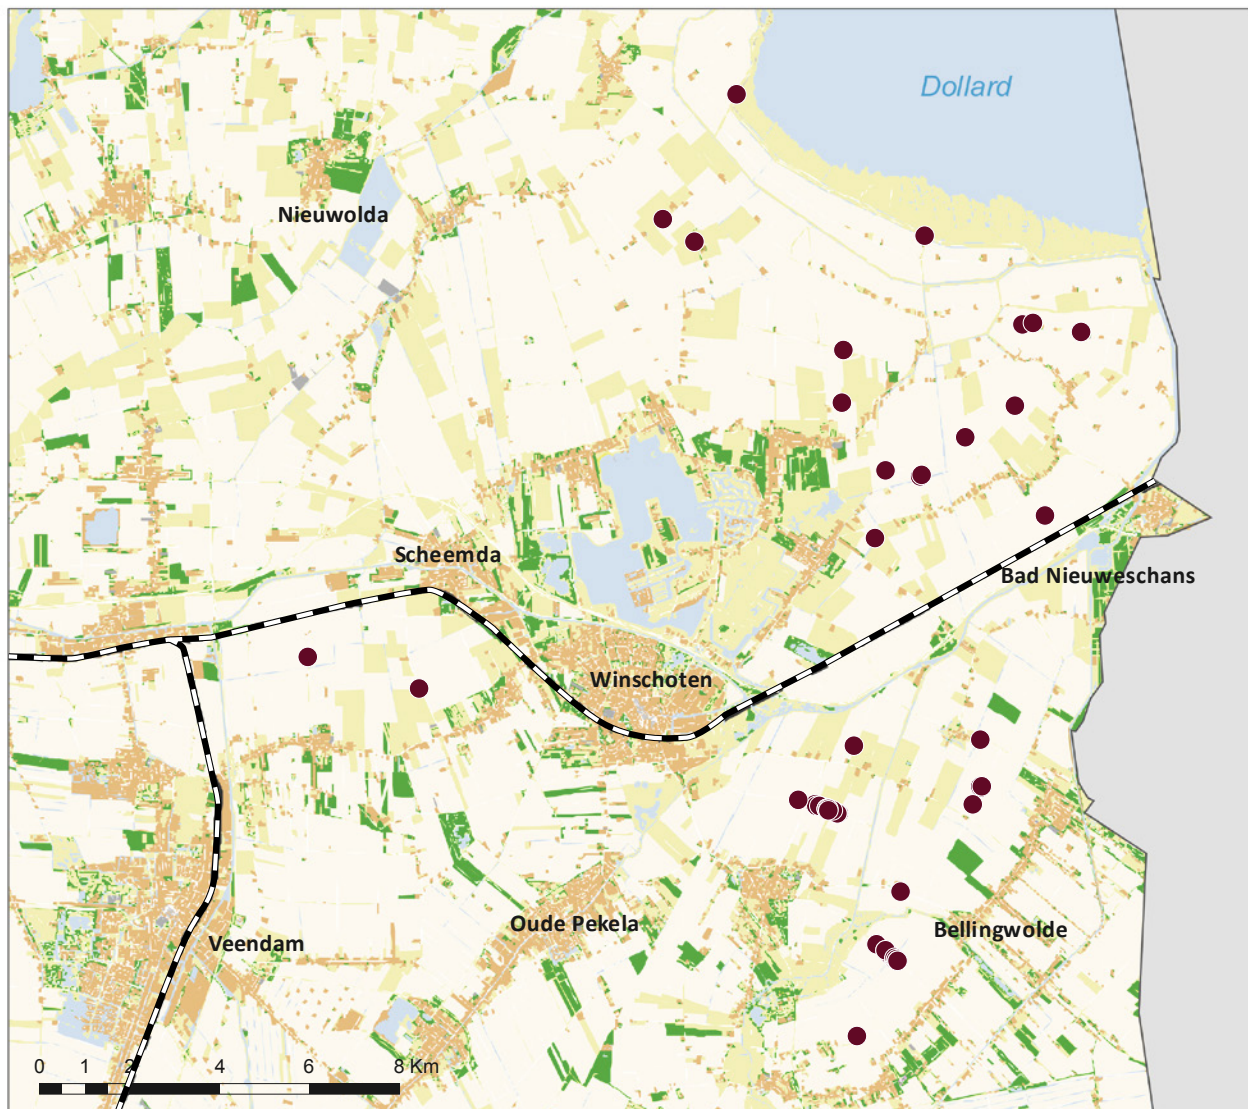 Dollard
Nieuwolda
Scheemda
Bad Nieuweschans
Winschoten
Oude Pekela
Bellingwolde
Veendam
0 1 2 4 6 8 Km